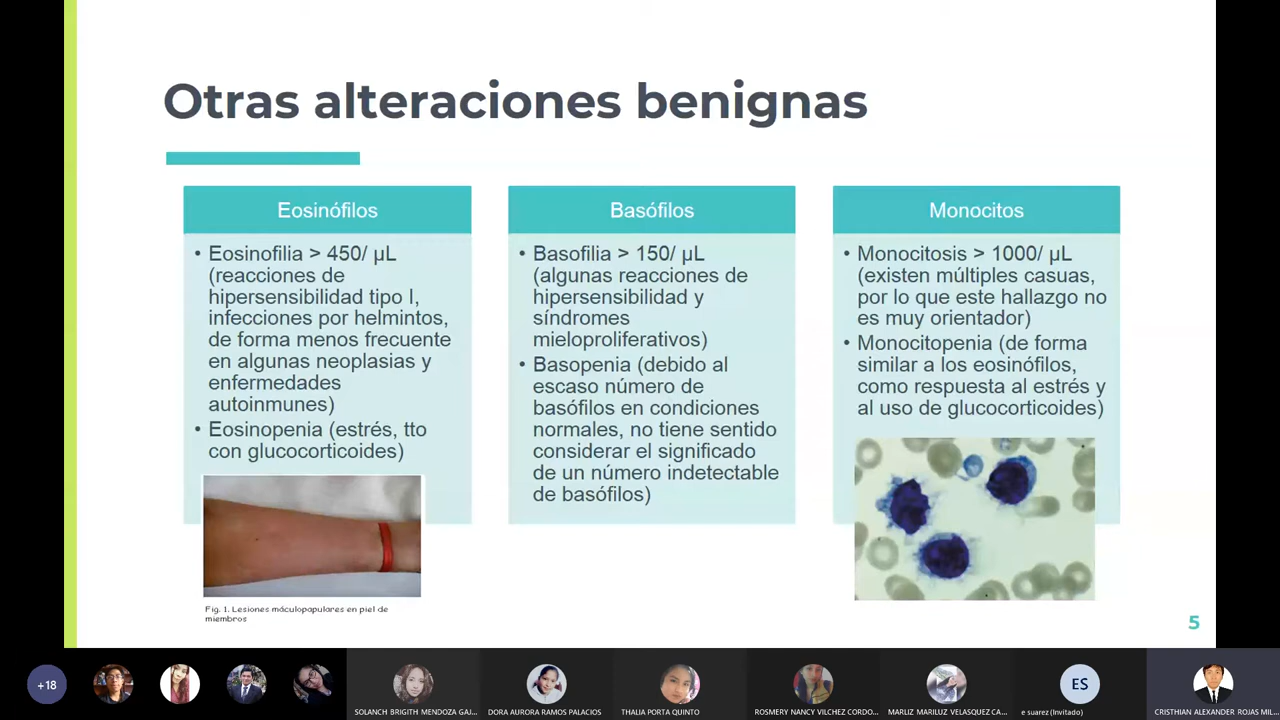 Otras alteraciones benignas
Eosinófilos
• Eosinofilia > 450/ µL
(reacciones de
hipersensibilidad tipo I,
infecciones por helmintos,
de forma menos frecuente
en algunas neoplasias y
enfermedades
autoinmunes)
• Eosinopenia (estrés, tto
con glucocorticoides)
Fig. 1. Lesiones máculopapulares en piel de
miembros
Basófilos
• Basofilia > 150/ µL
(algunas reacciones de
hipersensibilidad y
síndromes
mieloproliferativos)
• Basopenia (debido al
escaso número de
basófilos en condiciones
normales, no tiene sentido
considerar el significado
de un número indetectable
de basófilos)
Monocitos
• Monocitosis > 1000/ µL
(existen múltiples casuas,
por lo que este hallazgo no
es muy orientador)
• Monocitopenia (de forma
similar a los eosinófilos,
como respuesta al estrés y
al uso de glucocorticoides)
5
+18
SOLANCH BRIGITH MENDOZA GAJ...
DORA AURORA RAMOS PALACIOS
THALIA PORTA QUINTO
ROSMERY NANCY VILCHEZ CORDO...
MARLIZ MARILUZ VELASQUEZ CA...
ES
e suarez (Invitado)
CRISTHIAN ALEXANDER ROJAS MIL...